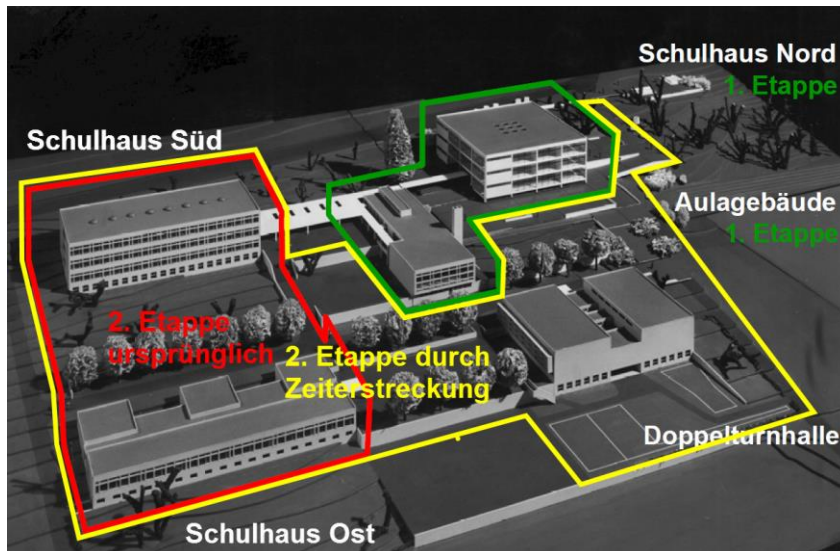 Schulhaus Nord
1. Etappe
Schulhaus Süd
Aulagebäude
1. Etappe
2. Etappe
ursprünglich
2. Etappe durch
Zeiterstreckung
Doppelturnhalle
Schulhaus Ost